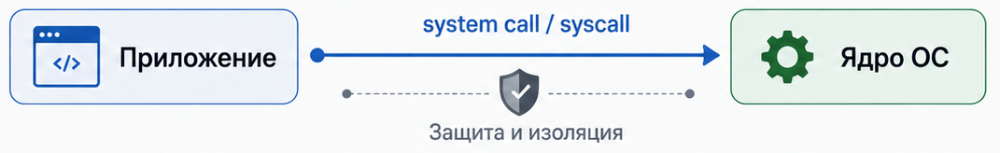 system call / syscall
</>
Приложение
Ядро ОС
Защита и изоляция